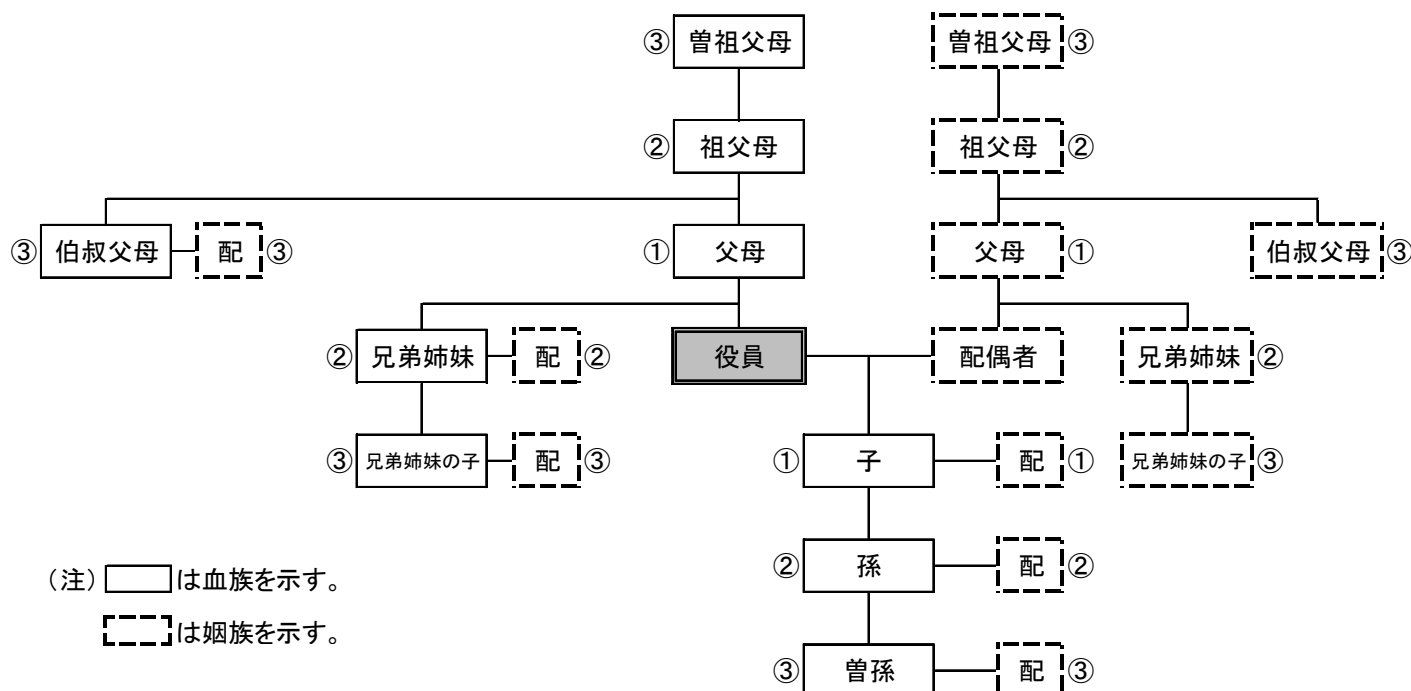 ③ 曽祖父母 曽祖父母 ③
② 祖父母 祖父母 ②
③ 伯叔父母 配 ③ ① 父母 父母 ① 伯叔父母 ③
② 兄弟姉妹 配 ② 役員 配偶者 兄弟姉妹 ②
③ 兄弟姉妹の子 配 ③ ① 子 配 ① 兄弟姉妹の子 ③
② 孫 配 ②
(注) は血族を示す。
は姻族を示す。
③ 曽孫 配 ③